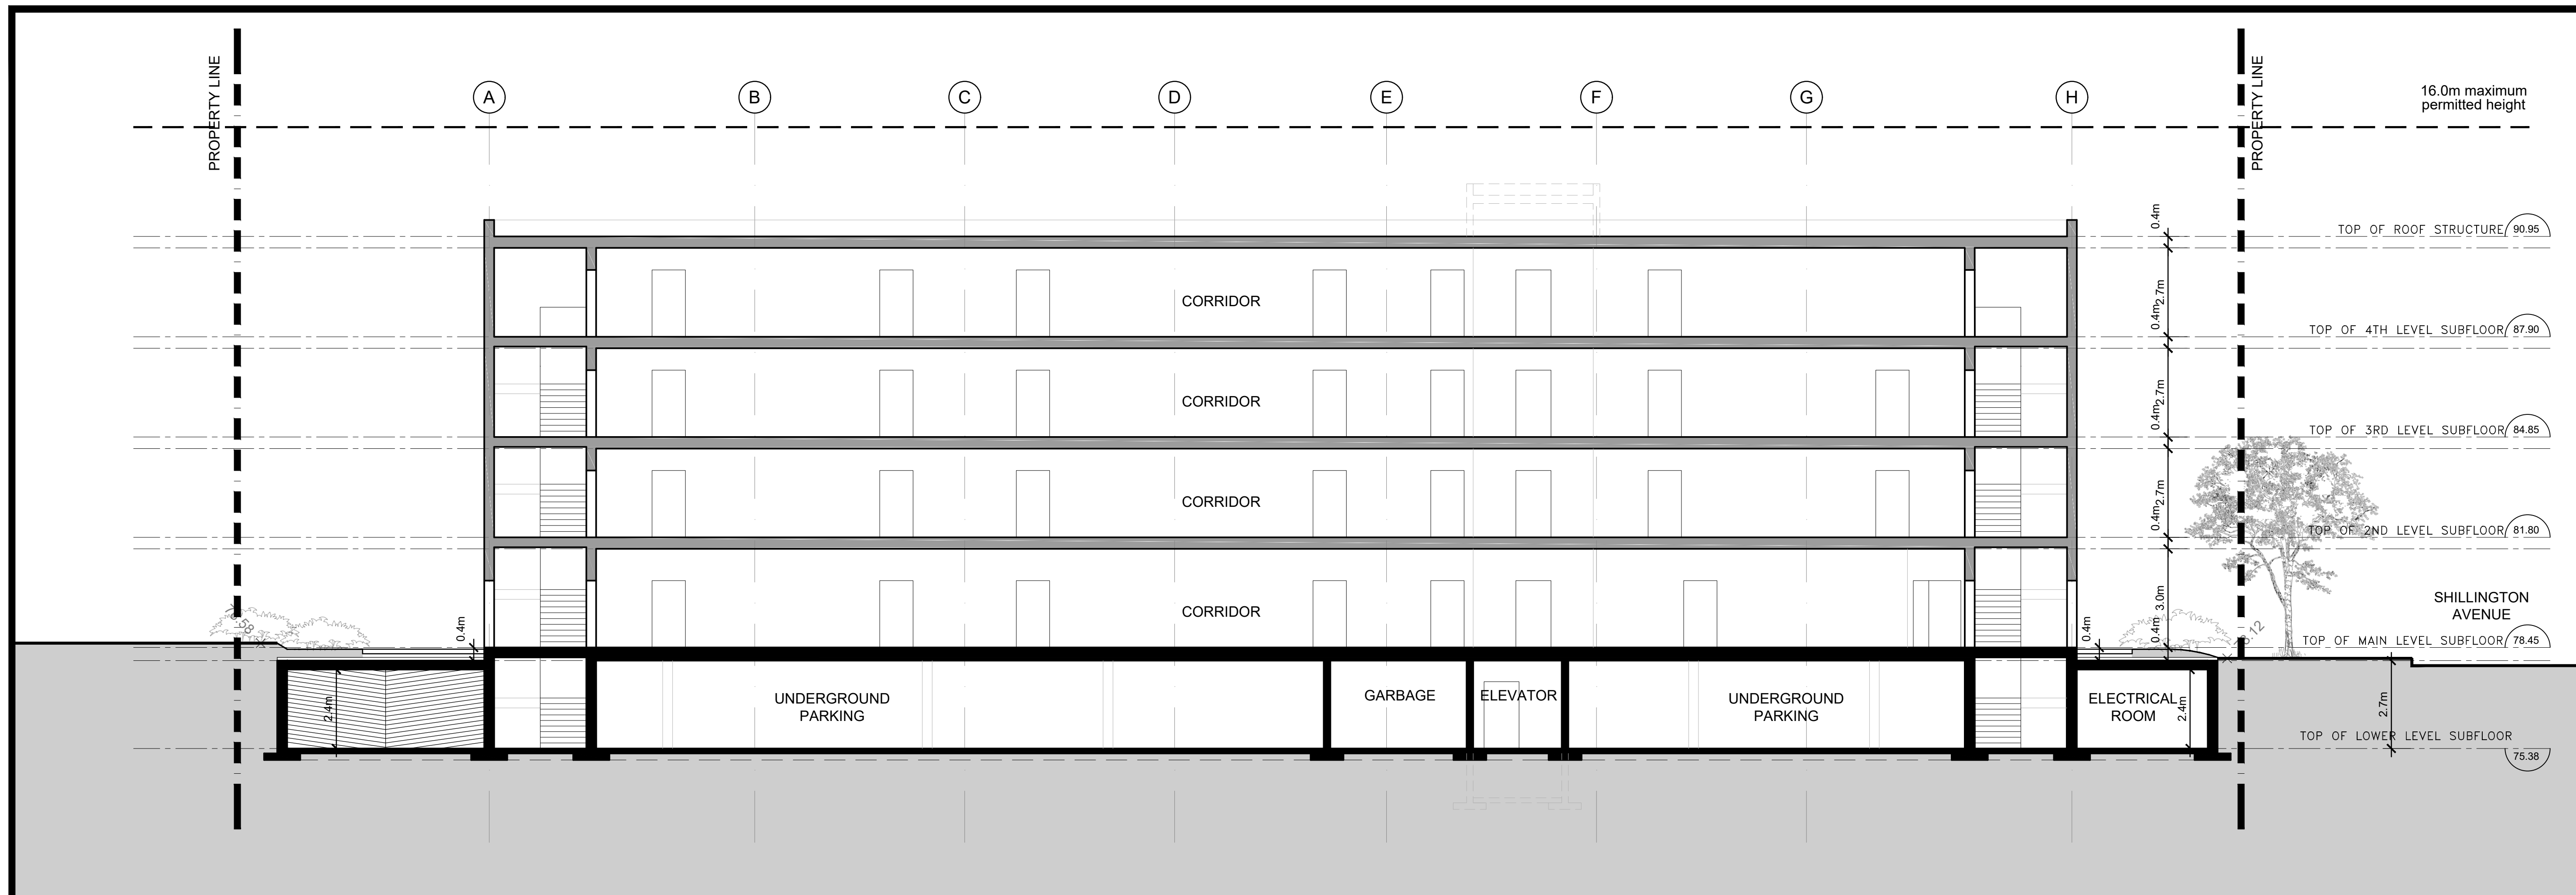 PROPERTY LINE
A
B
C
D
E
F
G
H
PROPERTY LINE
16.0m maximum
permitted height
0.4m
TOP OF ROOF STRUCTURE 90.95
CORRIDOR
2.7m
0.4m
TOP OF 4TH LEVEL SUBFLOOR 87.90
CORRIDOR
2.7m
0.4m
TOP OF 3RD LEVEL SUBFLOOR 84.85
CORRIDOR
2.7m
0.4m
TOP OF 2ND LEVEL SUBFLOOR 81.80
CORRIDOR
3.0m
SHILLINGTON
AVENUE
0.4m
0.4m
0.4m
TOP OF MAIN LEVEL SUBFLOOR 78.45
2.4m
UNDERGROUND
PARKING
GARBAGE
ELEVATOR
UNDERGROUND
PARKING
ELECTRICAL
ROOM
2.4m
2.7m
TOP OF LOWER LEVEL SUBFLOOR
75.38